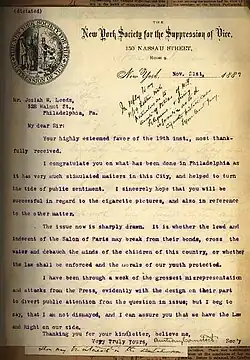 (dictated)
THE
New York Society for the Suppression of Vice,
150 NASSAU STREET,
ROOM 9.
New York, Nov. 21st, 1887
Mr. Josiah W. Leeds,
528 Walnut St.,
Philadelphia, Pa.
My dear Sir:
Your highly esteemed favor of the 19th inst., most thank-
fully received.
I congratulate you on what has been done in Philadelphia as
it has very much stimulated matters in this City, and helped to turn
the tide of public sentiment. I sincerely hope that you will be
successful in regard to the cigarette pictures, and also in reference
to the other matter.
The issue now is sharply drawn. It is whether the lewd and
indecent of the Salon of Paris may break from their bonds, cross the
water and debauch the minds of the children of this country, or whether
the law shall be enforced and the morals of our youth protected.
I have been through a week of the grossest misrepresentation
and attacks from the Press, evidently with the design on their part
to divert public attention from the question in issue; but I beg to
say, that I am not dismayed, and I can assure you that we have the Law
and Right on our side.
Thanking you for your kindletter, believe me,
Very Truly Yours, Anthony Comstock Sec'y